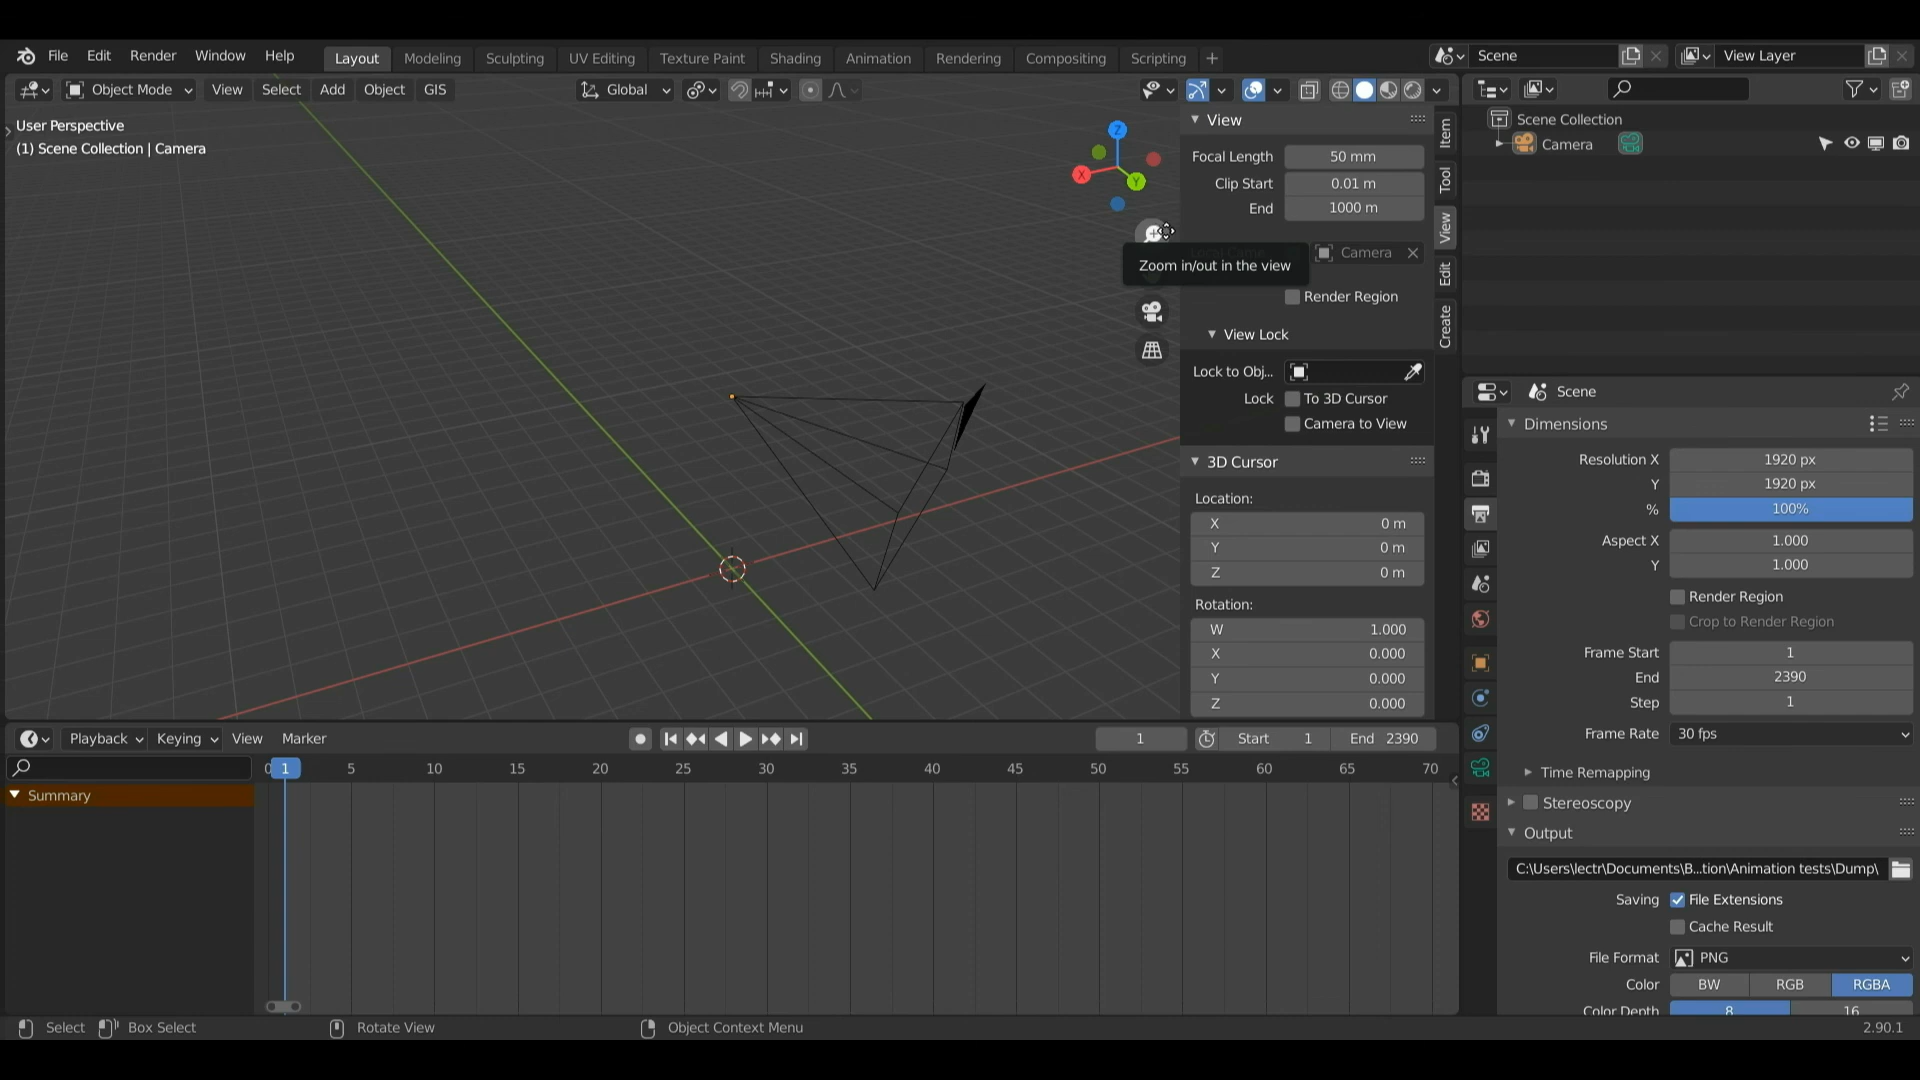 File Edit Render Window Help Layout Modeling Sculpting UV Editing Texture Paint Shading Animation Rendering Compositing Scripting + Scene View Layer
Object Mode View Select Add Object GIS Global
User Perspective
(1) Scene Collection | Camera
Z
X
Y
View
Focal Length 50 mm
Clip Start 0.01 m
End 1000 m
Camera
Zoom in/out in the view
Render Region
View Lock
Lock to Obj...
Lock To 3D Cursor
Camera to View
3D Cursor
Location:
X 0 m
Y 0 m
Z 0 m
Rotation:
W 1.000
X 0.000
Y 0.000
Z 0.000
Item
Tool
View
Edit
Create
Scene Collection
Camera
Scene
Dimensions
Resolution X 1920 px
Y 1920 px
% 100%
Aspect X 1.000
Y 1.000
Render Region
Crop to Render Region
Frame Start 1
End 2390
Step 1
Frame Rate 30 fps
Time Remapping
Stereoscopy
Output
C:\Users\lectr\Documents\B...tion\Animation tests\Dump\
Saving File Extensions
Cache Result
File Format PNG
Color BW RGB RGBA
Color Depth 8 16
Playback Keying View Marker 1 Start 1 End 2390
0 1 5 10 15 20 25 30 35 40 45 50 55 60 65 70
Summary
Select Box Select Rotate View Object Context Menu 2.90.1